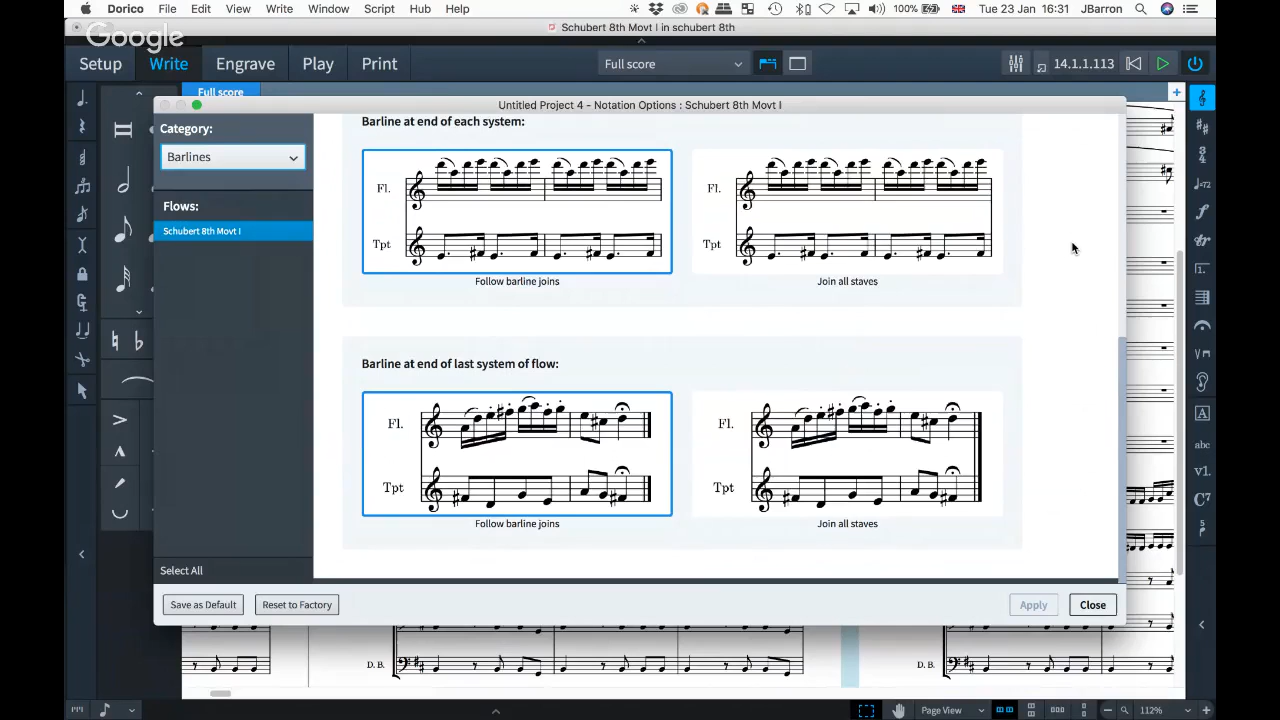 Dorico File Edit View Write Window Script Hub Help
100% Tue 23 Jan 16:31 JBarron
Google
Schubert 8th Movt I in schubert 8th
Setup Write Engrave Play Print
Full score
14.1.1.113
Full score
Untitled Project 4 - Notation Options : Schubert 8th Movt I
Category:
Barlines
Flows:
Schubert 8th Movt I
Barline at end of each system:
Fl. Fl.
Tpt Tpt
Follow barline joins Join all staves
Barline at end of last system of flow:
Fl. Fl.
Tpt Tpt
Follow barline joins Join all staves
Select All
Save as Default Reset to Factory Apply Close
D. B. D. B.
abc
v1.
C7
Page View 112%